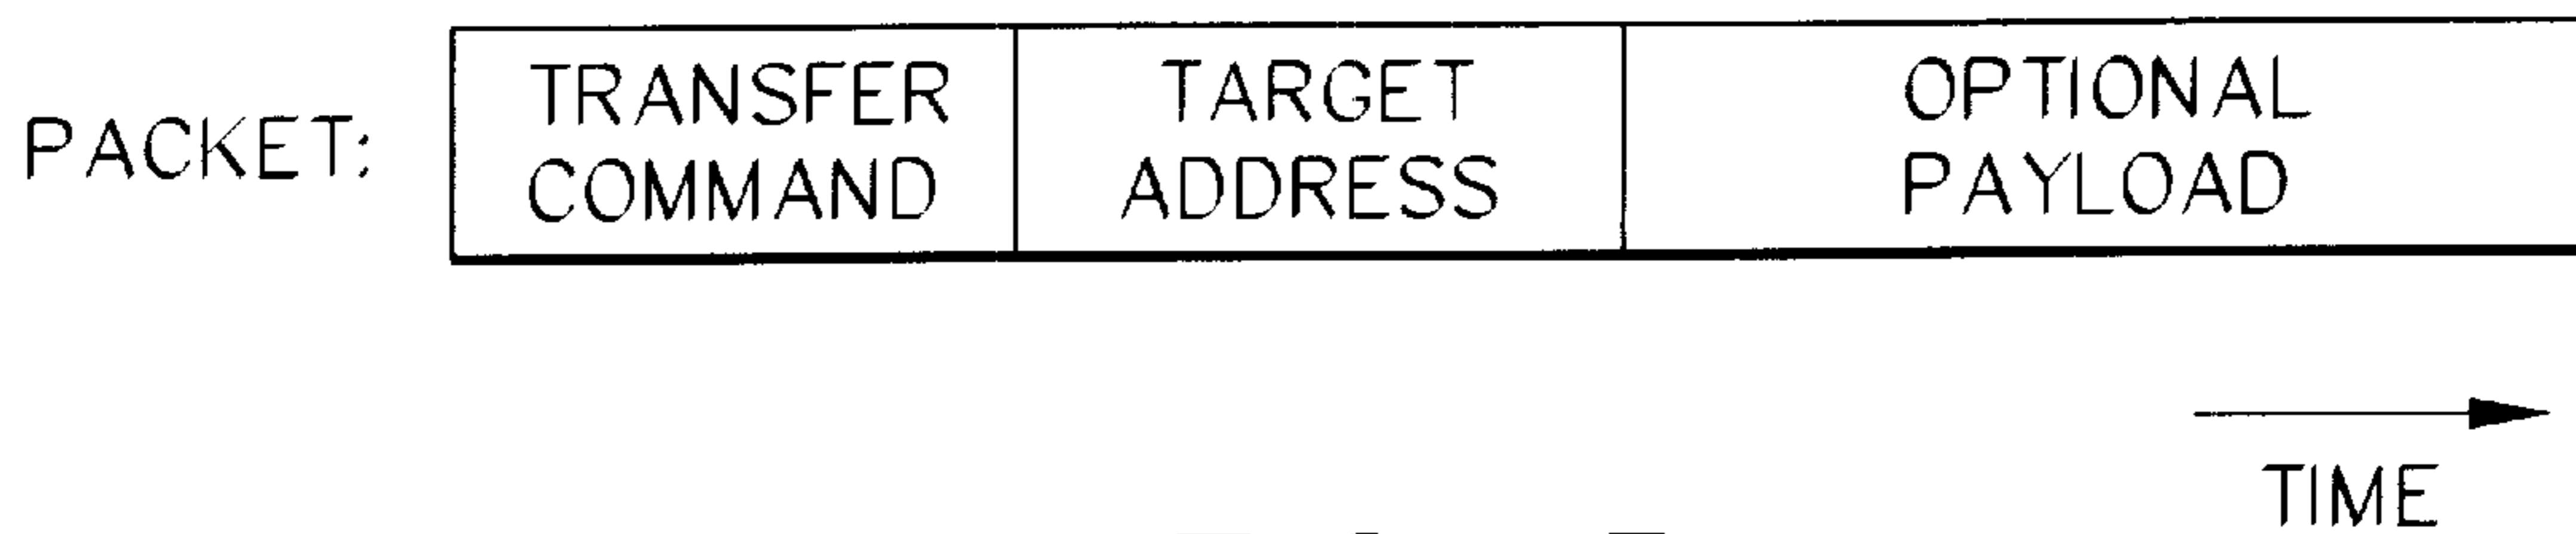 PACKET:
TRANSFER
COMMAND
TARGET
ADDRESS
OPTIONAL
PAYLOAD
TIME